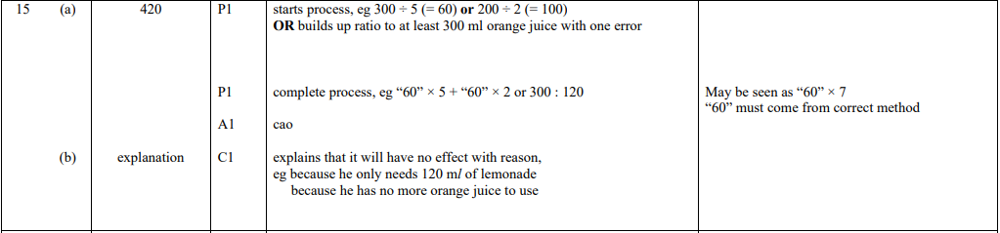 15 (a) 420 P1 starts process, eg 300 ÷ 5 (= 60) or 200 ÷ 2 (= 100)
OR builds up ratio to at least 300 ml orange juice with one error
P1 complete process, eg “60” × 5 + “60” × 2 or 300 : 120 May be seen as “60” × 7
“60” must come from correct method
A1 cao
(b) explanation C1 explains that it will have no effect with reason,
eg because he only needs 120 ml of lemonade
because he has no more orange juice to use